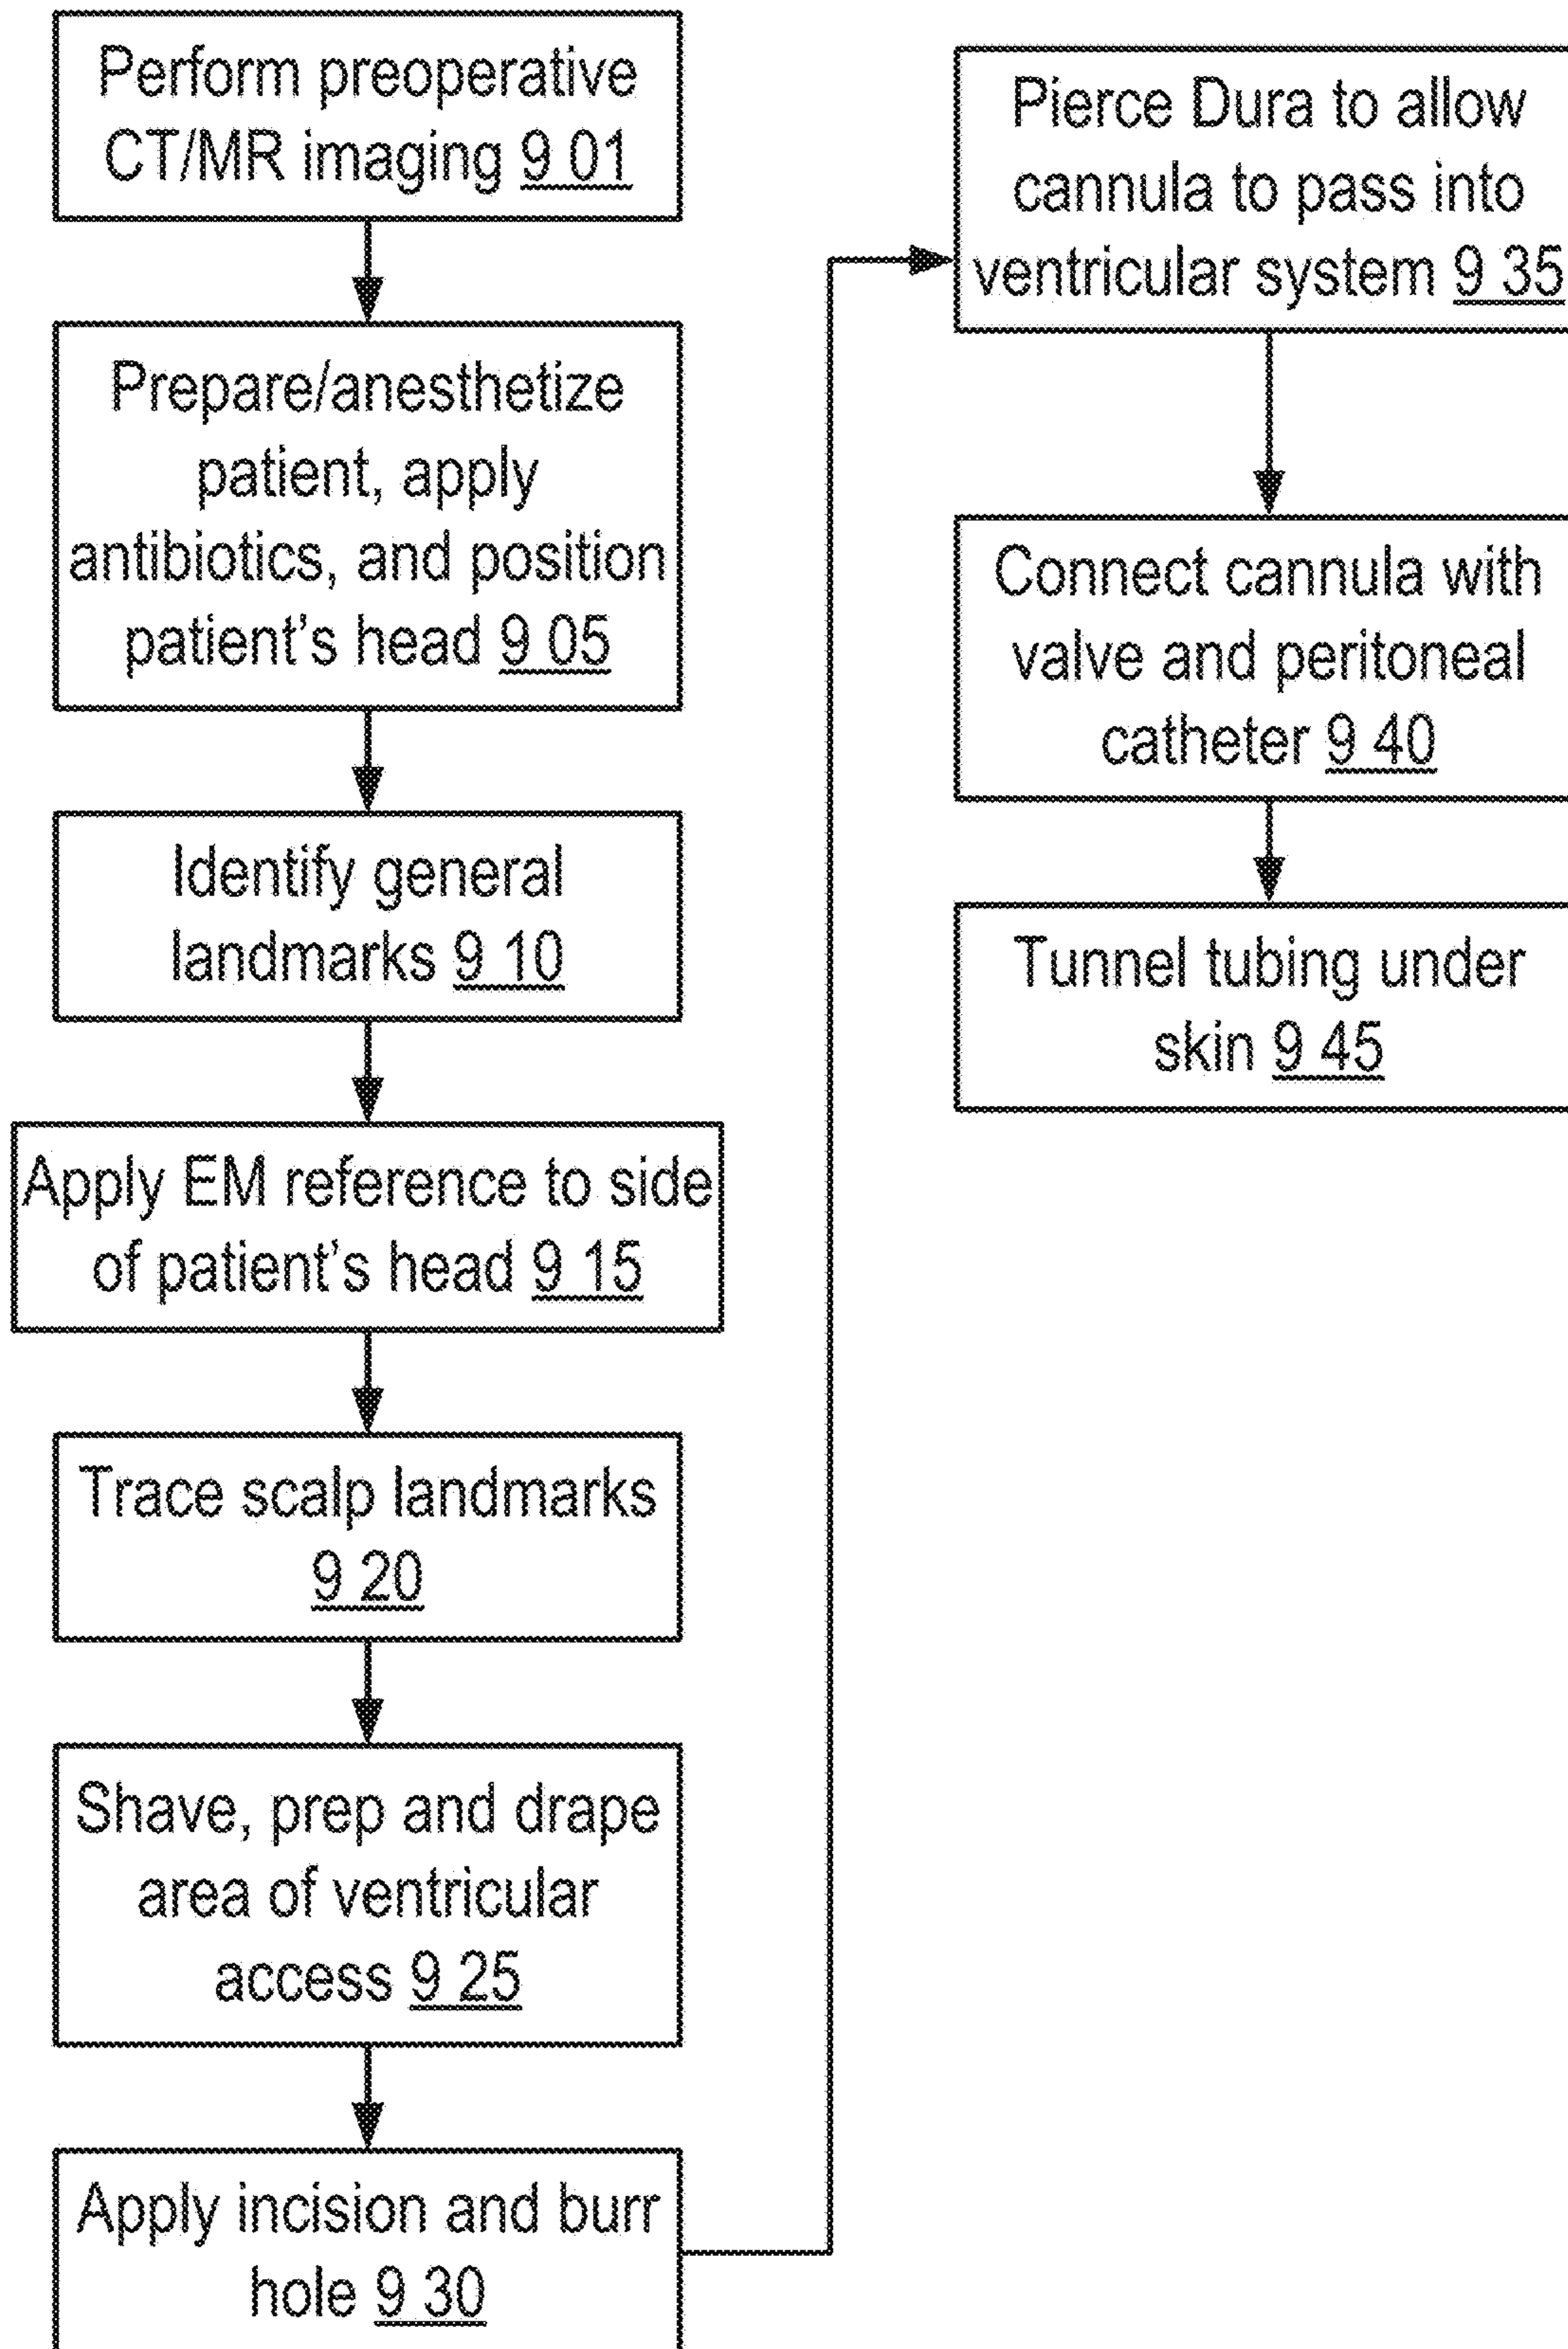 Perform preoperative
CT/MR imaging 9 01
Prepare/anesthetize
patient, apply
antibiotics, and position
patient's head 9 05
Identify general
landmarks 9 10
Apply EM reference to side
of patient's head 9 15
Trace scalp landmarks
9 20
Shave, prep and drape
area of ventricular
access 9 25
Apply incision and burr
hole 9 30
Pierce Dura to allow
cannula to pass into
ventricular system 9 35
Connect cannula with
valve and peritoneal
catheter 9 40
Tunnel tubing under
skin 9 45